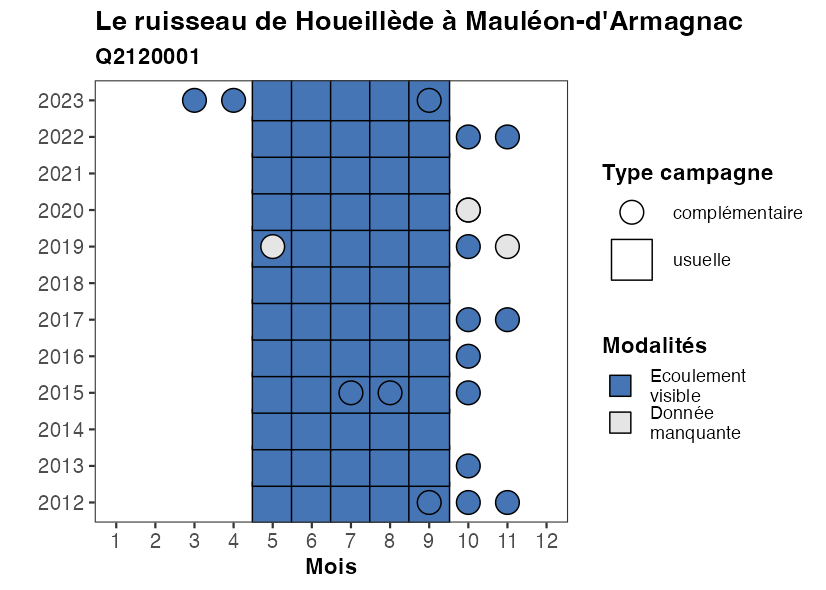 Le ruisseau de Houeillède à Mauléon-d'Armagnac
Q2120001
2023
2022
2021
2020
2019
2018
2017
2016
2015
2014
2013
2012
1 2 3 4 5 6 7 8 9 10 11 12
Mois
Type campagne
complémentaire
usuelle
Modalités
Ecoulement
visible
Donnée
manquante